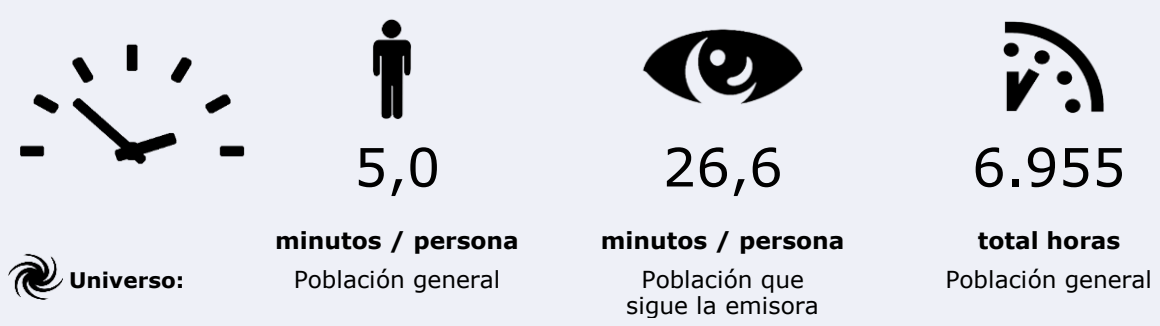 5,0
26,6
6.955
minutos / persona
minutos / persona
total horas
Universo:
Población general
Población que
sigue la emisora
Población general